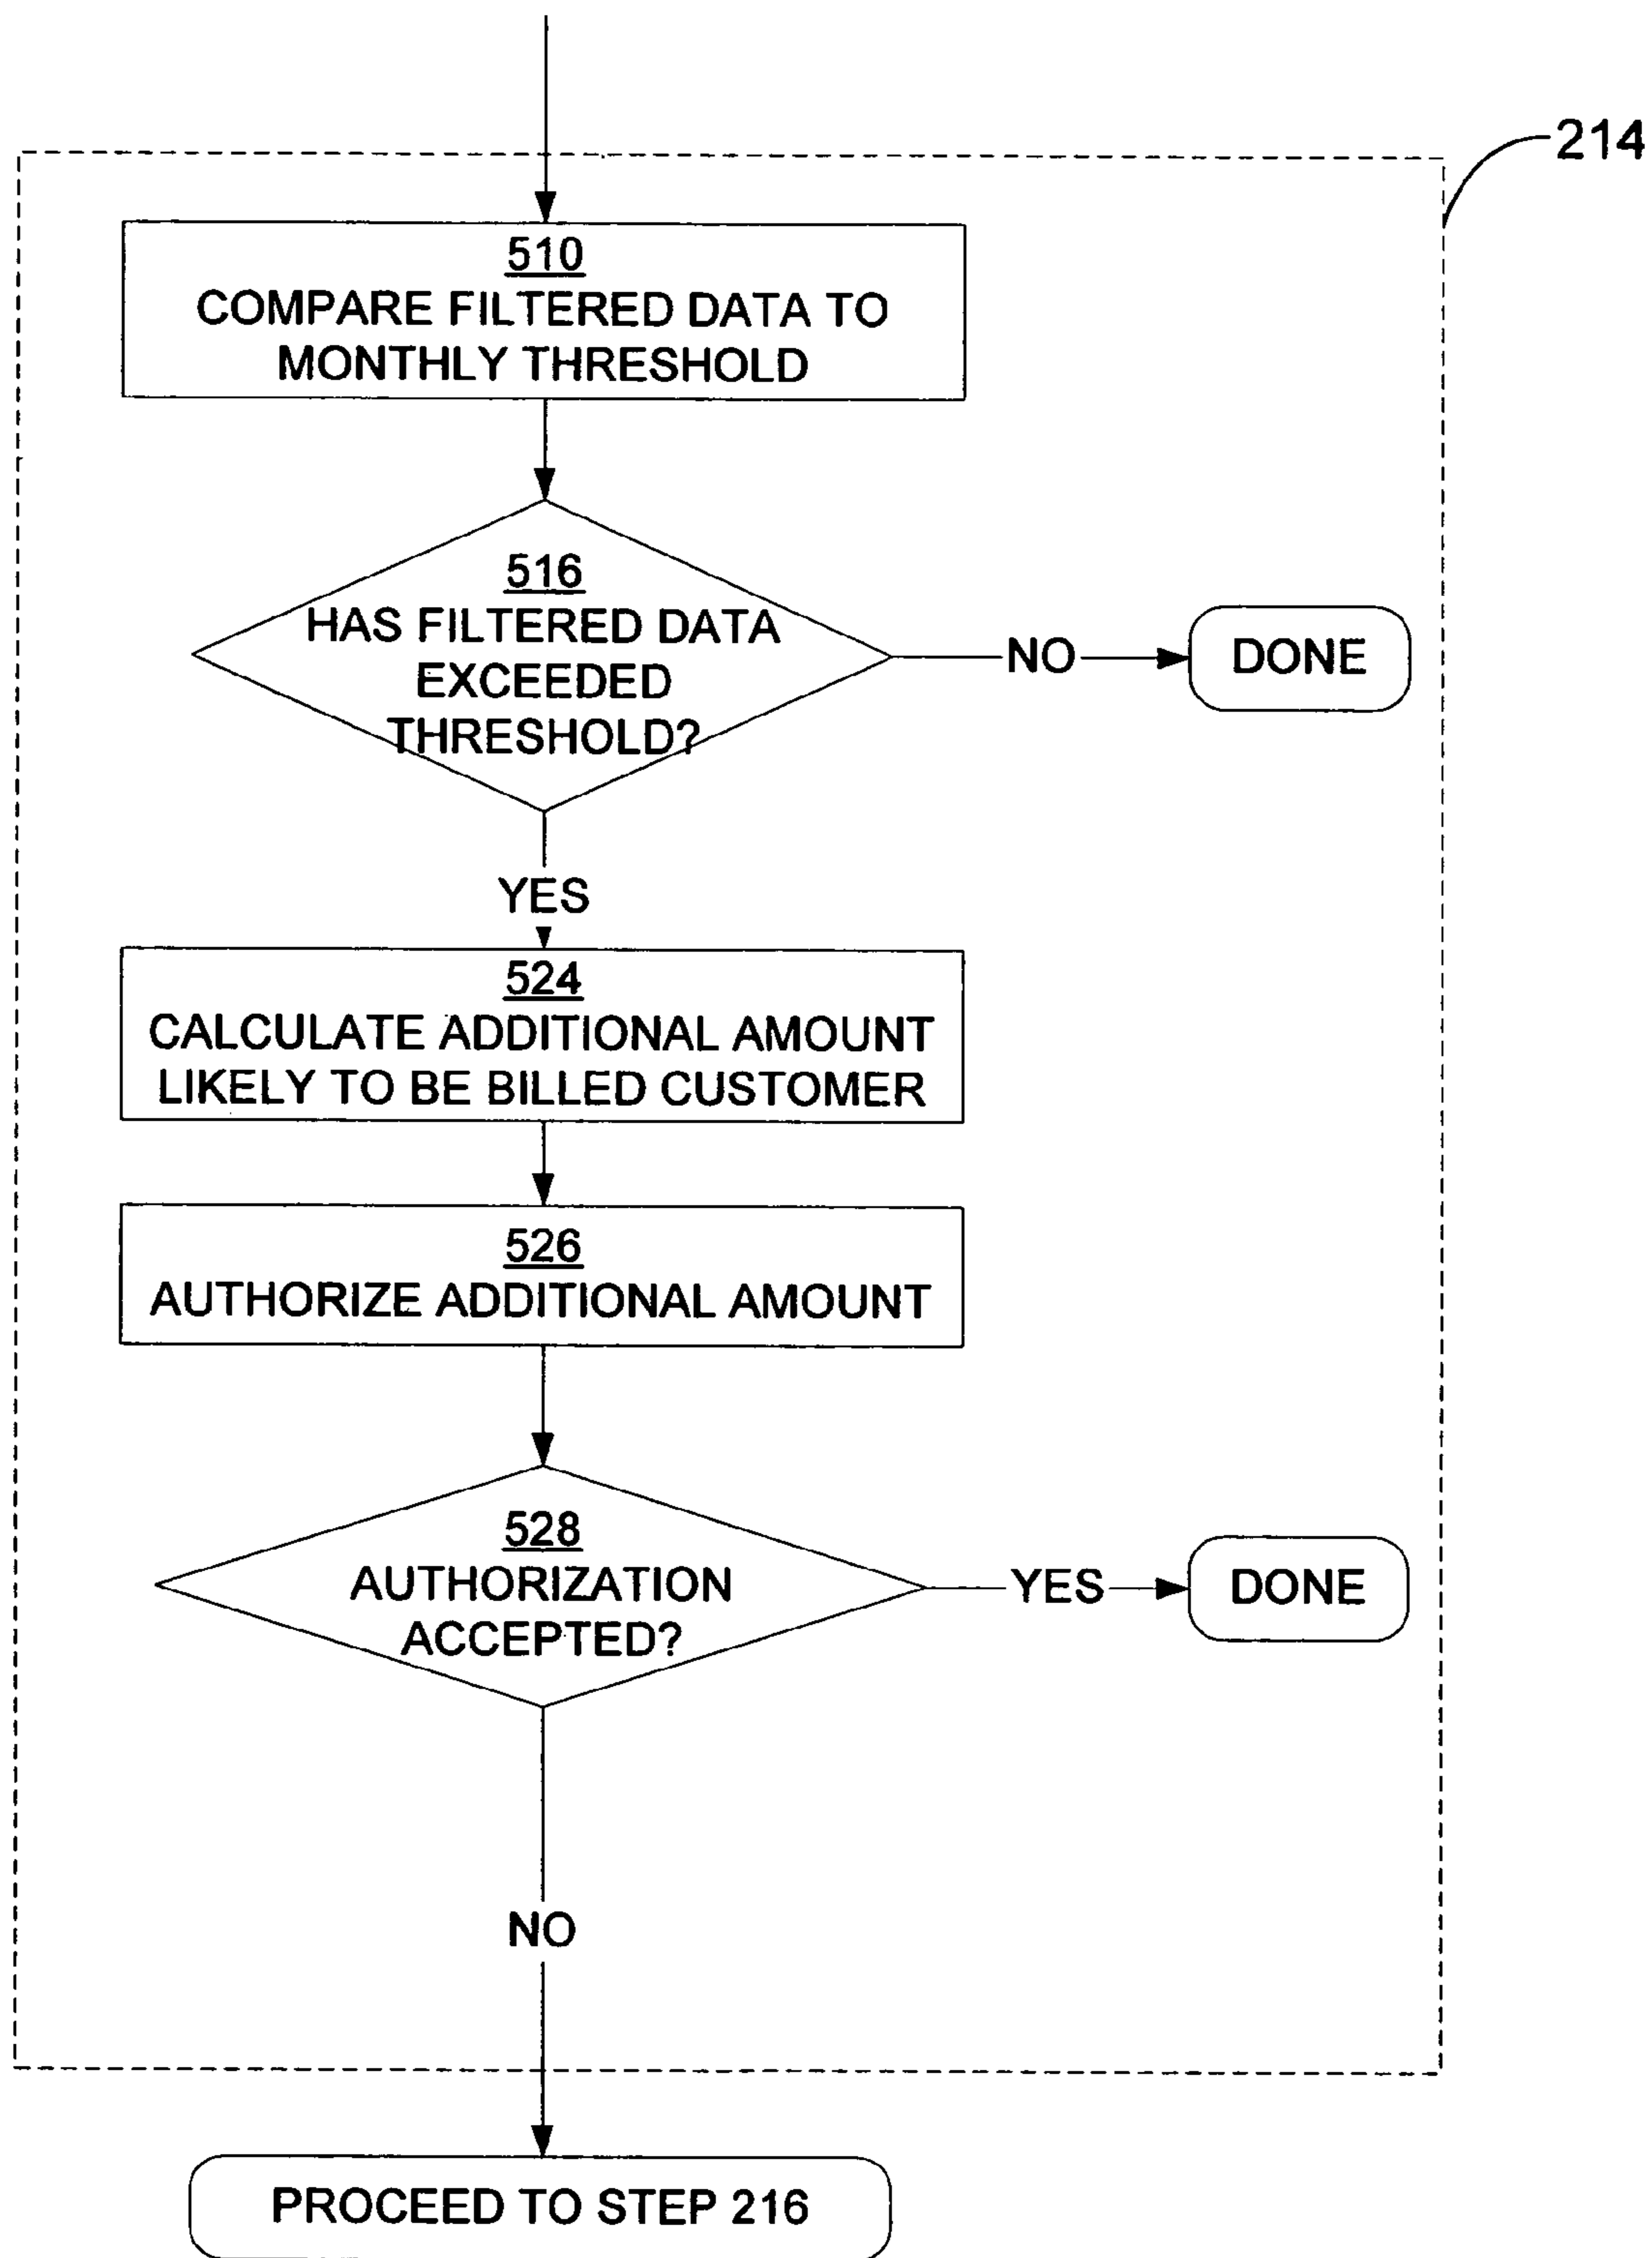 214
510
COMPARE FILTERED DATA TO
MONTHLY THRESHOLD
516
HAS FILTERED DATA
EXCEEDED
THRESHOLD?
NO
DONE
YES
524
CALCULATE ADDITIONAL AMOUNT
LIKELY TO BE BILLED CUSTOMER
526
AUTHORIZE ADDITIONAL AMOUNT
528
AUTHORIZATION
ACCEPTED?
YES
DONE
NO
PROCEED TO STEP 216